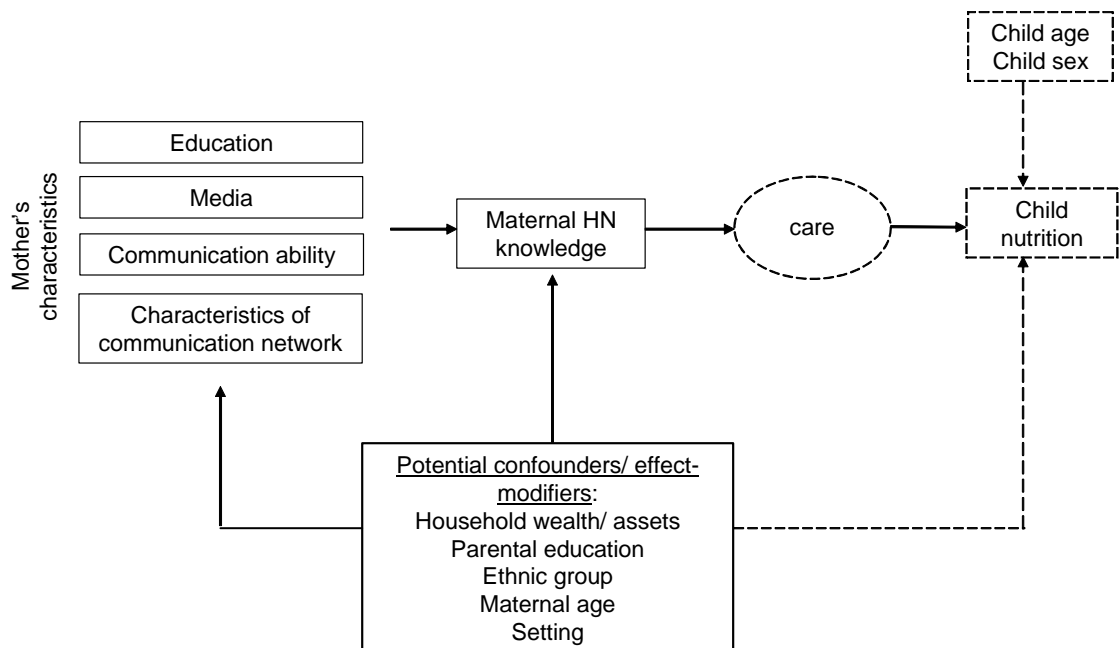 Child age
Child sex
Mother's
characteristics
Education
Media
Communication ability
Characteristics of
communication network
Maternal HN
knowledge
care
Child
nutrition
Potential confounders/ effect-
modifiers:
Household wealth/ assets
Parental education
Ethnic group
Maternal age
Setting